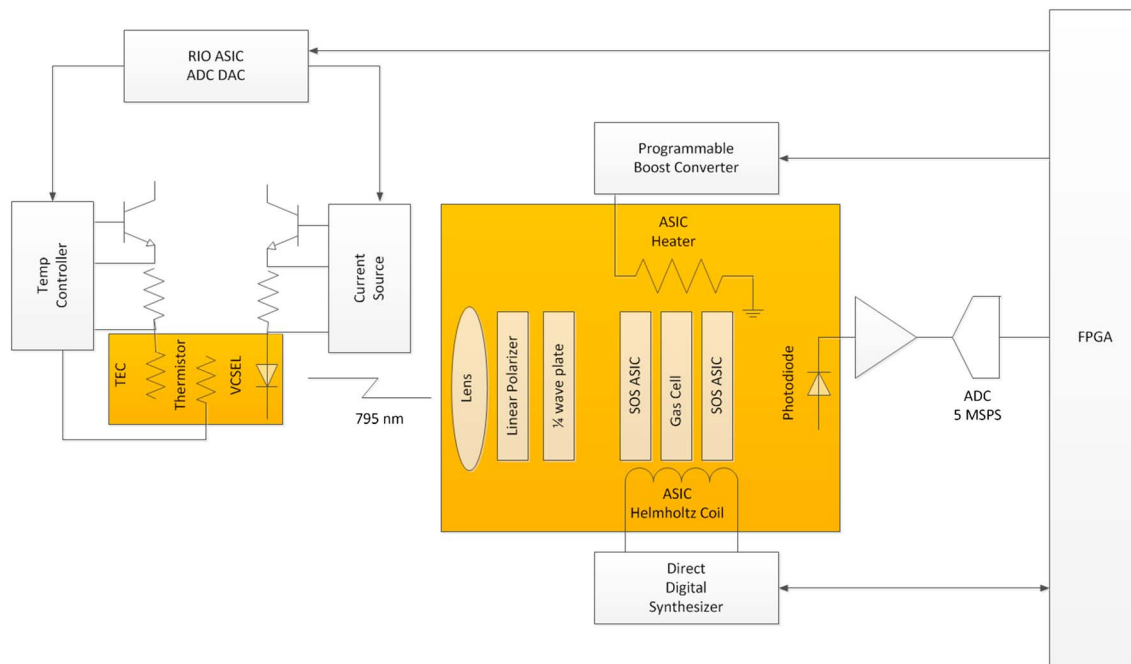 RIO ASIC
ADC DAC
Programmable
Boost Converter
Temp
Controller
Current
Source
TEC
Thermistor
VCSEL
795 nm
ASIC
Heater
Lens
Linear Polarizer
¼ wave plate
SOS ASIC
Gas Cell
SOS ASIC
Photodiode
ASIC
Helmholtz Coil
ADC
5 MSPS
FPGA
Direct
Digital
Synthesizer